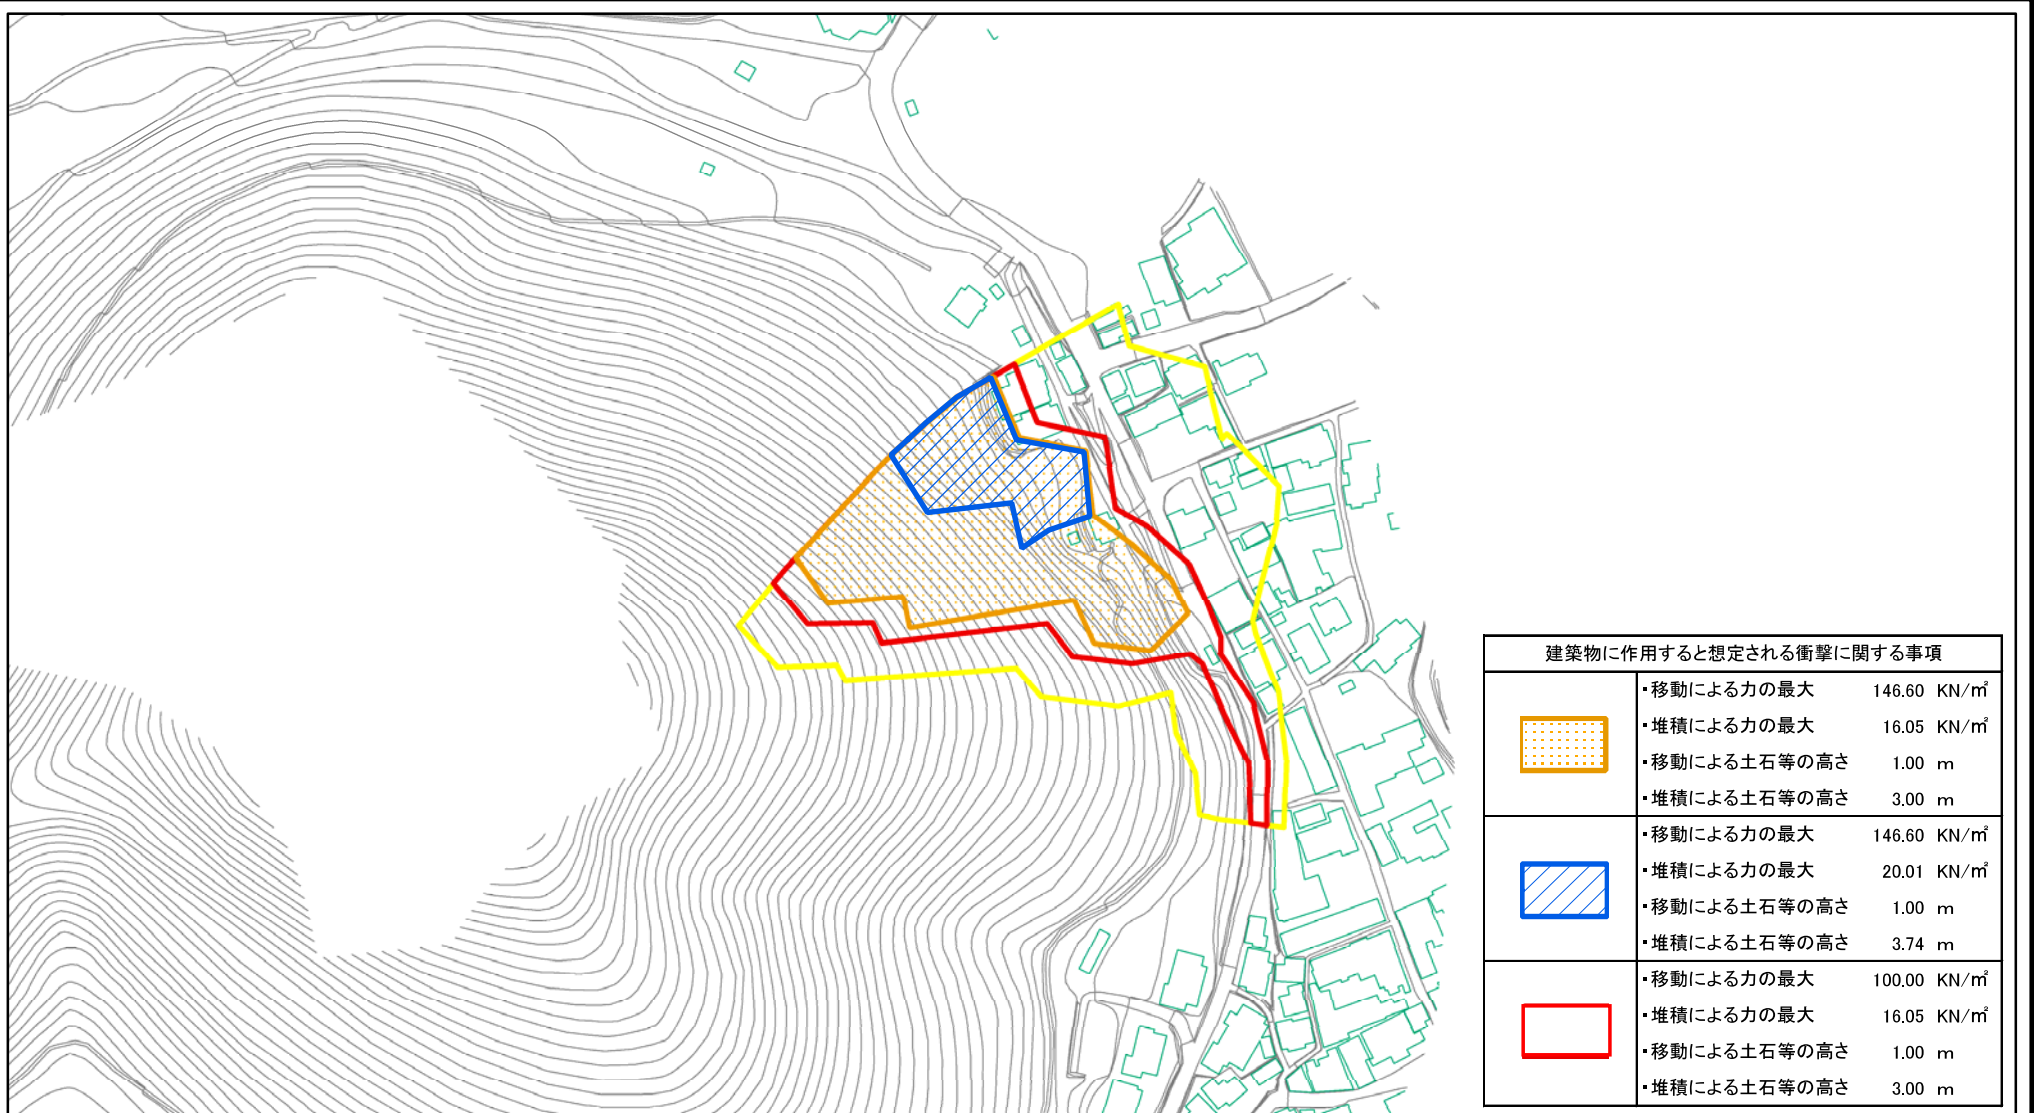 建築物に作用すると想定される衝撃に関する事項
・移動による力の最大 146.60 KN/㎡
・堆積による力の最大 16.05 KN/㎡
・移動による土石等の高さ 1.00 m
・堆積による土石等の高さ 3.00 m
・移動による力の最大 146.60 KN/㎡
・堆積による力の最大 20.01 KN/㎡
・移動による土石等の高さ 1.00 m
・堆積による土石等の高さ 3.74 m
・移動による力の最大 100.00 KN/㎡
・堆積による力の最大 16.05 KN/㎡
・移動による土石等の高さ 1.00 m
・堆積による土石等の高さ 3.00 m